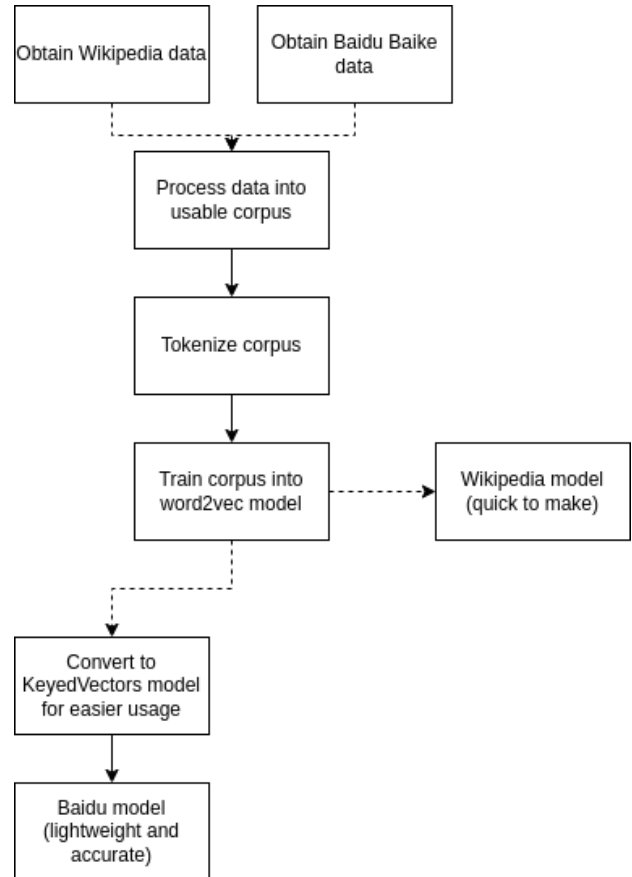 Obtain Wikipedia data
Obtain Baidu Baike
data
Process data into
usable corpus
Tokenize corpus
Train corpus into
word2vec model
Wikipedia model
(quick to make)
Convert to
KeyedVectors model
for easier usage
Baidu model
(lightweight and
accurate)